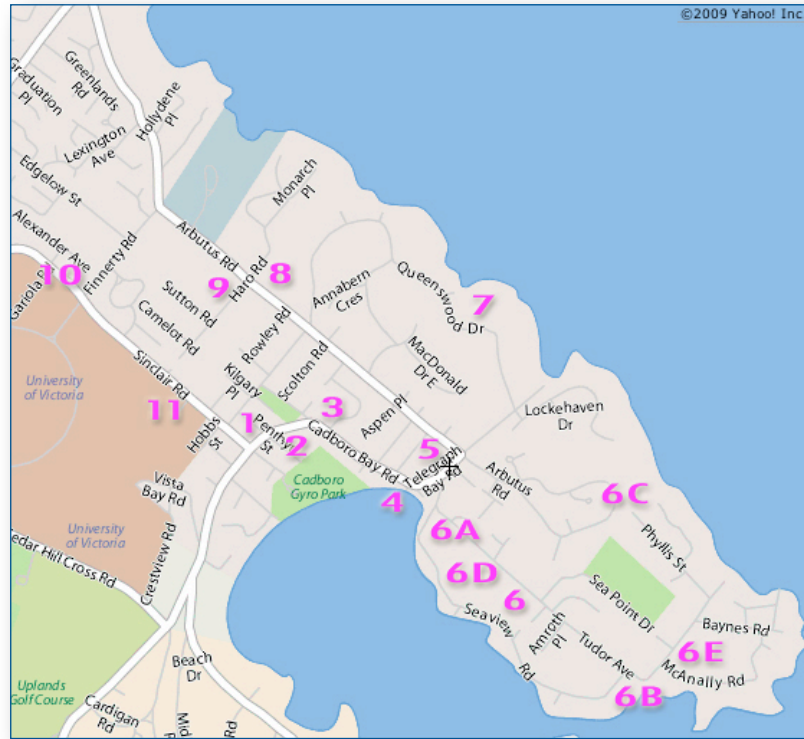 ©2009 Yahoo! Inc
Graduation
Pl
Greenlands
Rd
Hollydene
Pl
Lexington
Ave
Edgelow St
Monarch
Pl
Alexander Ave
Finnerty Rd
Arbutus Rd
Haro Rd
8
9
10
Gariola
Sutton Rd
Camelot Rd
Annabern
Cres
Queenswood Dr
7
Rowley Rd
Scolton Rd
MacDonald
Dr E
Sinclair Rd
Kilgary
Pl
University
of Victoria
11
Hobbs
St
1
Penrhyn
St
2
3
Aspen Pl
Lockehaven
Dr
Cadboro Bay Rd
5
Telegraph
Bay Rd
Arbutus
Rd
Vista
Bay Rd
Cadboro
Gyro Park
4
6C
University
of Victoria
Cedar Hill Cross Rd
Crestview Rd
6A
Phyllis St
6D
6
Sea Point Dr
Seaview
Rd
Amroth
Pl
Baynes Rd
Tudor Ave
6E
McAnally Rd
6B
Beach
Dr
Uplands
Golf Course
Cardigan
Rd
Mid
Rd